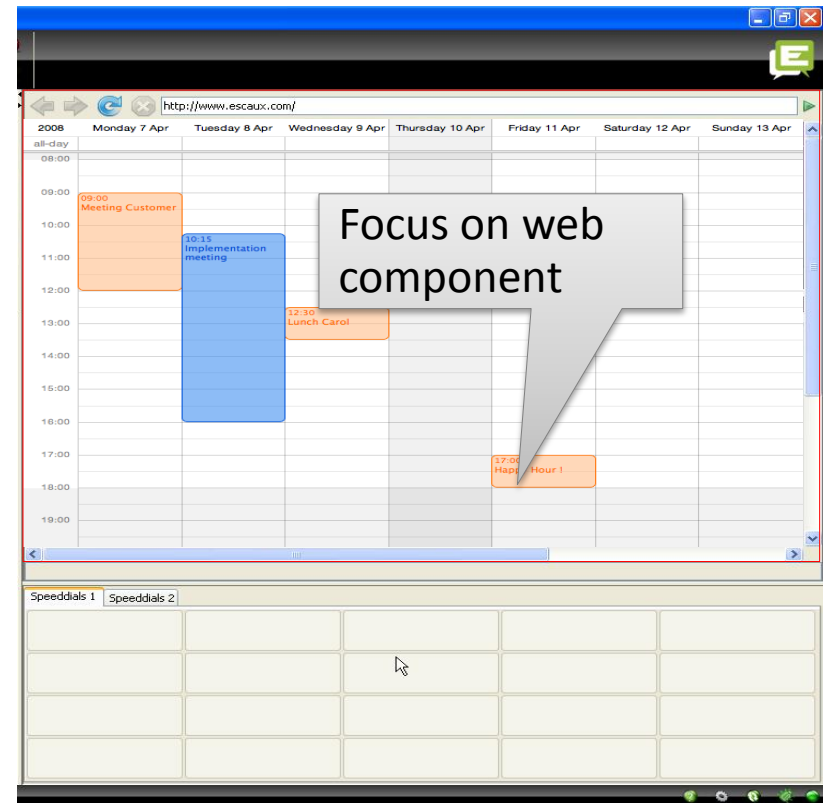 http://www.escaux.com/
2008 Monday 7 Apr Tuesday 8 Apr Wednesday 9 Apr Thursday 10 Apr Friday 11 Apr Saturday 12 Apr Sunday 13 Apr
all-day
08:00
09:00
09:00
Meeting Customer
10:00
10:15
Implementation
meeting
11:00
12:00
12:30
Lunch Carol
13:00
14:00
15:00
16:00
17:00
17:00
Happy Hour !
18:00
19:00
Focus on web
component
Speeddials 1 Speeddials 2